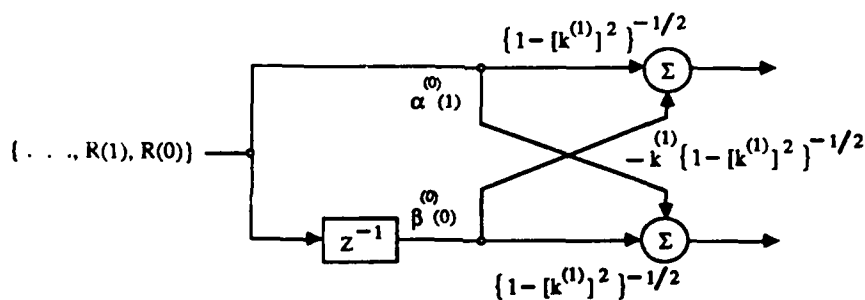 {1-[k^(1)]^2}^-1/2
Σ
α^(0)(1)
{. . ., R(1), R(0)}
-k^(1){1-[k^(1)]^2}^-1/2
β^(0)(0)
z^-1
Σ
{1-[k^(1)]^2}^-1/2